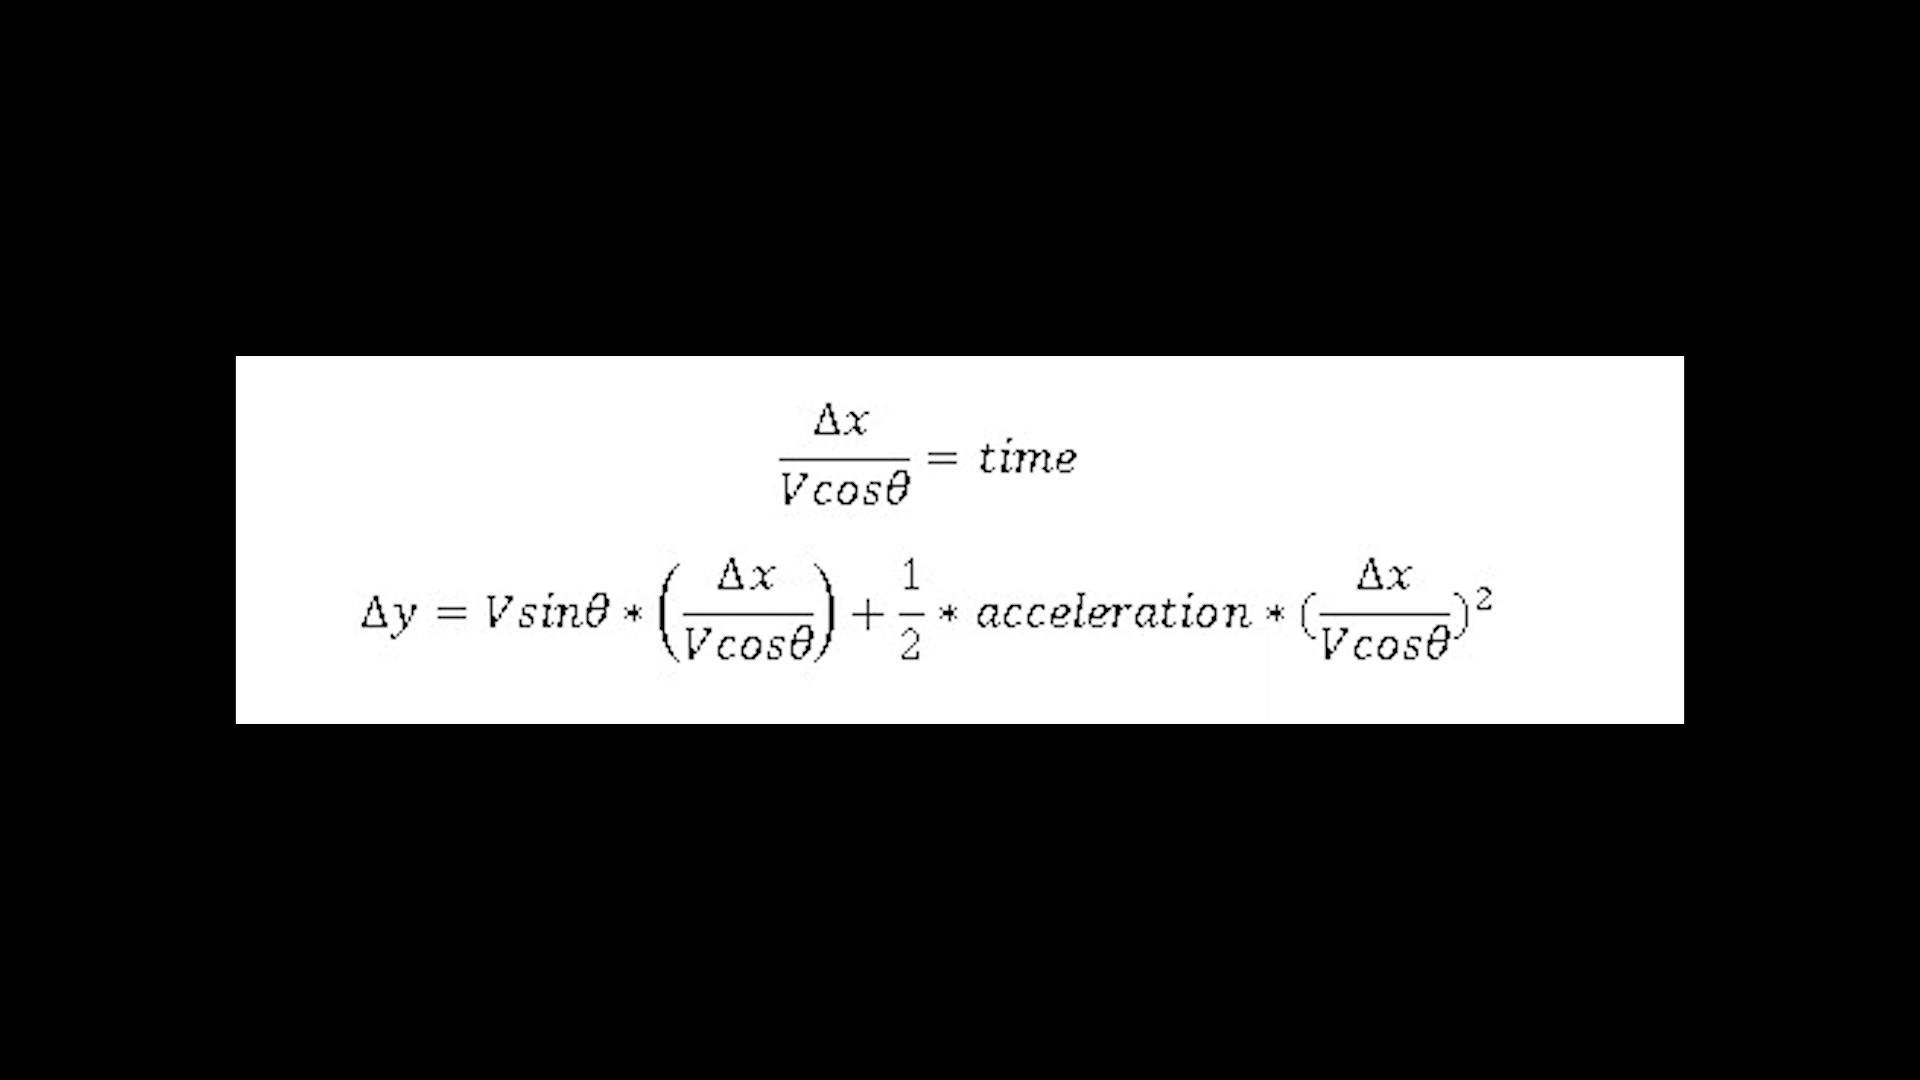 Δx/Vcosθ = time
Δy = Vsinθ * (Δx/Vcosθ) + 1/2 * acceleration * (Δx/Vcosθ)²